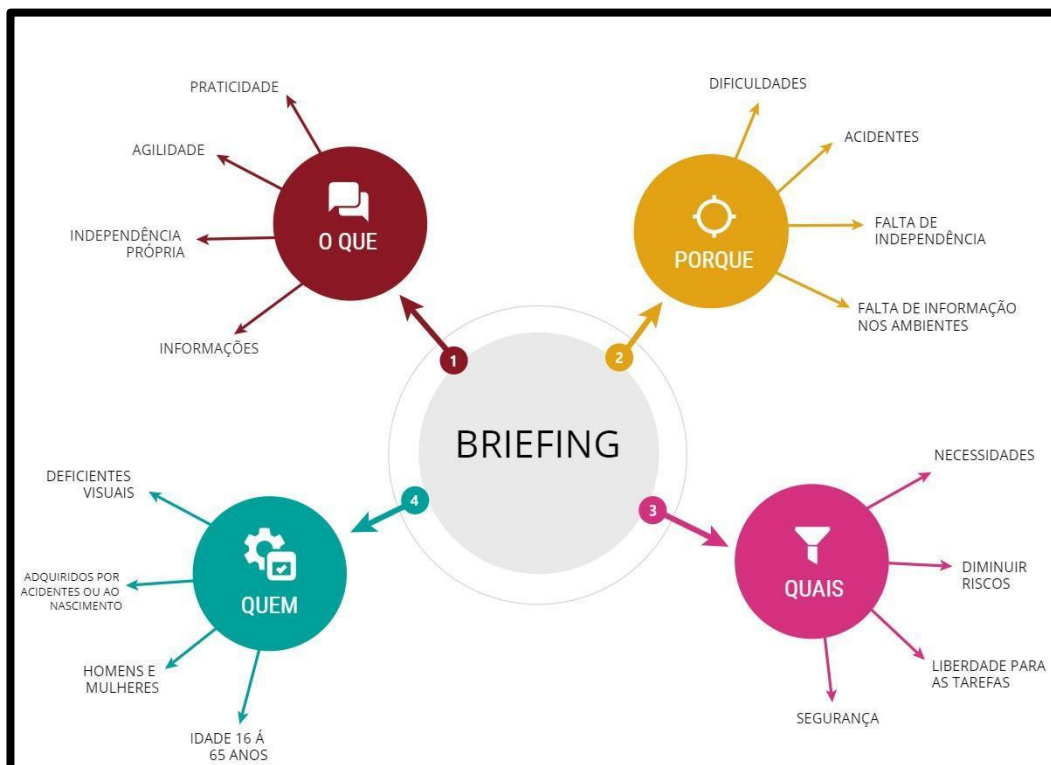 BRIEFING
1
O QUE
PRATICIDADE
AGILIDADE
INDEPENDÊNCIA
PRÓPRIA
INFORMAÇÕES
2
PORQUE
DIFICULDADES
ACIDENTES
FALTA DE
INDEPENDÊNCIA
FALTA DE INFORMAÇÃO
NOS AMBIENTES
3
QUAIS
NECESSIDADES
DIMINUIR
RISCOS
LIBERDADE PARA
AS TAREFAS
SEGURANÇA
4
QUEM
DEFICIENTES
VISUAIS
ADQUIRIDOS POR
ACIDENTES OU AO
NASCIMENTO
HOMENS E
MULHERES
IDADE 16 Á
65 ANOS